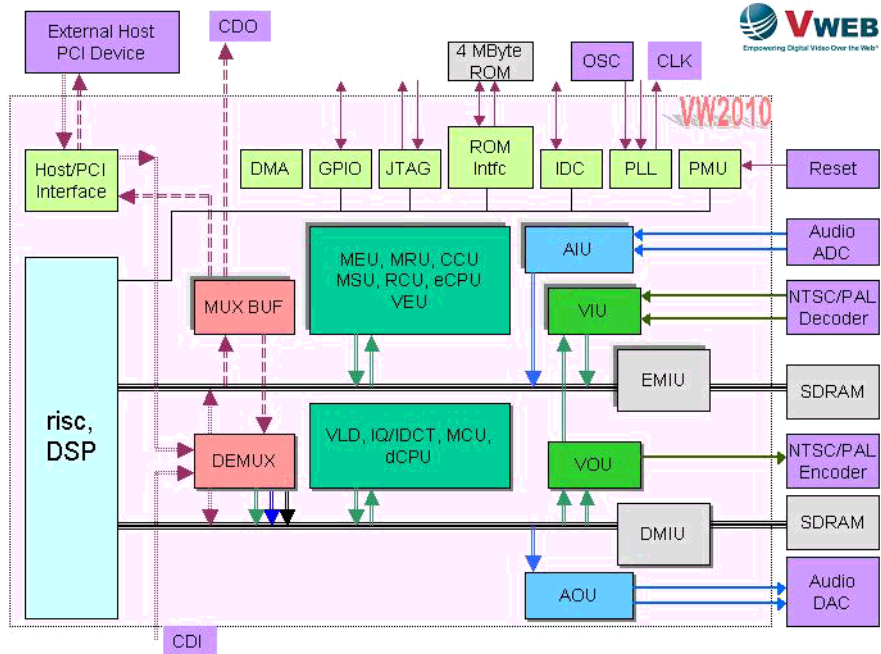 External Host
PCI Device
CDO
4 MByte
ROM
OSC
CLK
VWEB
Empowering Digital Video Over the Web®
VW2010
Host/PCI
Interface
DMA
GPIO
JTAG
ROM
Intfc
IDC
PLL
PMU
Reset
MEU, MRU, CCU
MSU, RCU, eCPU
VEU
AIU
Audio
ADC
MUX BUF
VIU
NTSC/PAL
Decoder
EMIU
SDRAM
risc,
DSP
DEMUX
VLD, IQ/IDCT, MCU,
dCPU
VOU
NTSC/PAL
Encoder
DMIU
SDRAM
AOU
Audio
DAC
CDI